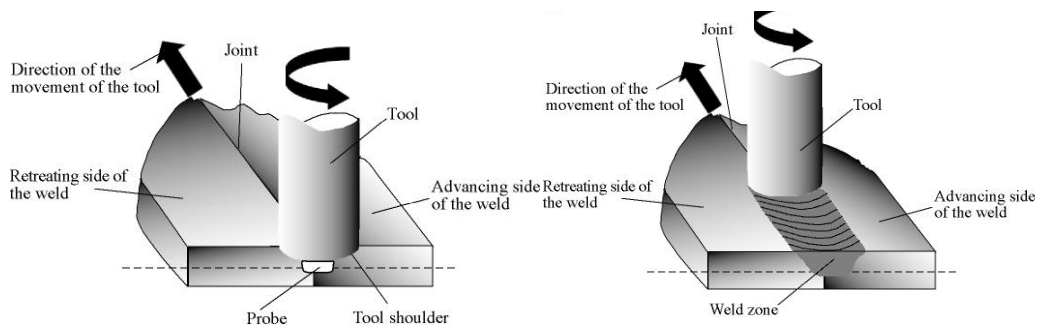 Joint
Direction of the
movement of the tool
Tool
Retreating side of
the weld
Advancing side
of the weld
Probe
Tool shoulder
Joint
Direction of the
movement of the tool
Tool
Retreating side of
the weld
Advancing side
of the weld
Weld zone